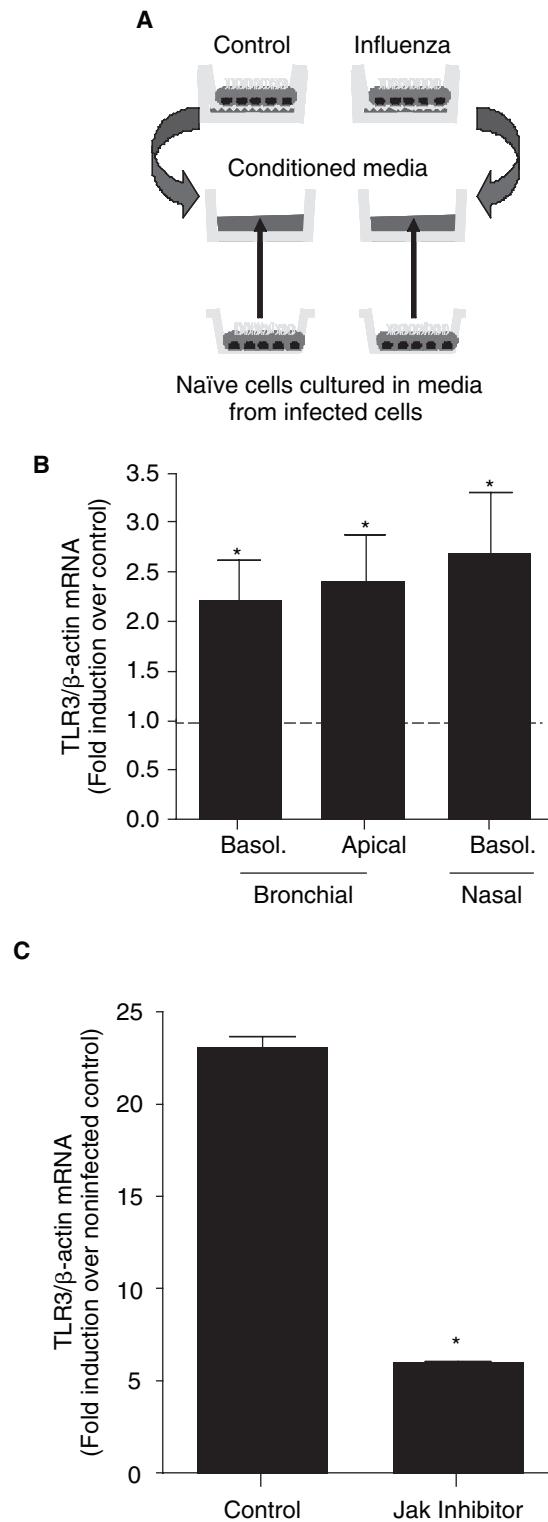 A
Control Influenza
Conditioned media
Naïve cells cultured in media
from infected cells
B
TLR3/β-actin mRNA
(Fold induction over control)
3.5
3.0
2.5
2.0
1.5
1.0
0.5
0.0
* * *
Basol. Apical Basol.
Bronchial Nasal
C
TLR3/β-actin mRNA
(Fold induction over noninfected control)
25
20
15
10
5
0
*
Control Jak Inhibitor